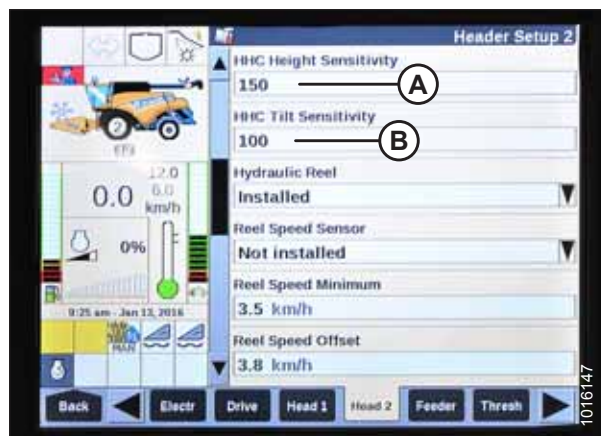 Header Setup 2
HHC Height Sensitivity
150
A
HHC Tilt Sensitivity
100
B
Hydraulic Reel
Installed
Reel Speed Sensor
Not installed
Reel Speed Minimum
3.5 km/h
Reel Speed Offset
3.8 km/h
12.0
6.0
0.0 km/h
0%
9:25 am - Jan 13, 2016
MAN
Back
Electr
Drive
Head 1
Head 2
Feeder
Thresh
1016147